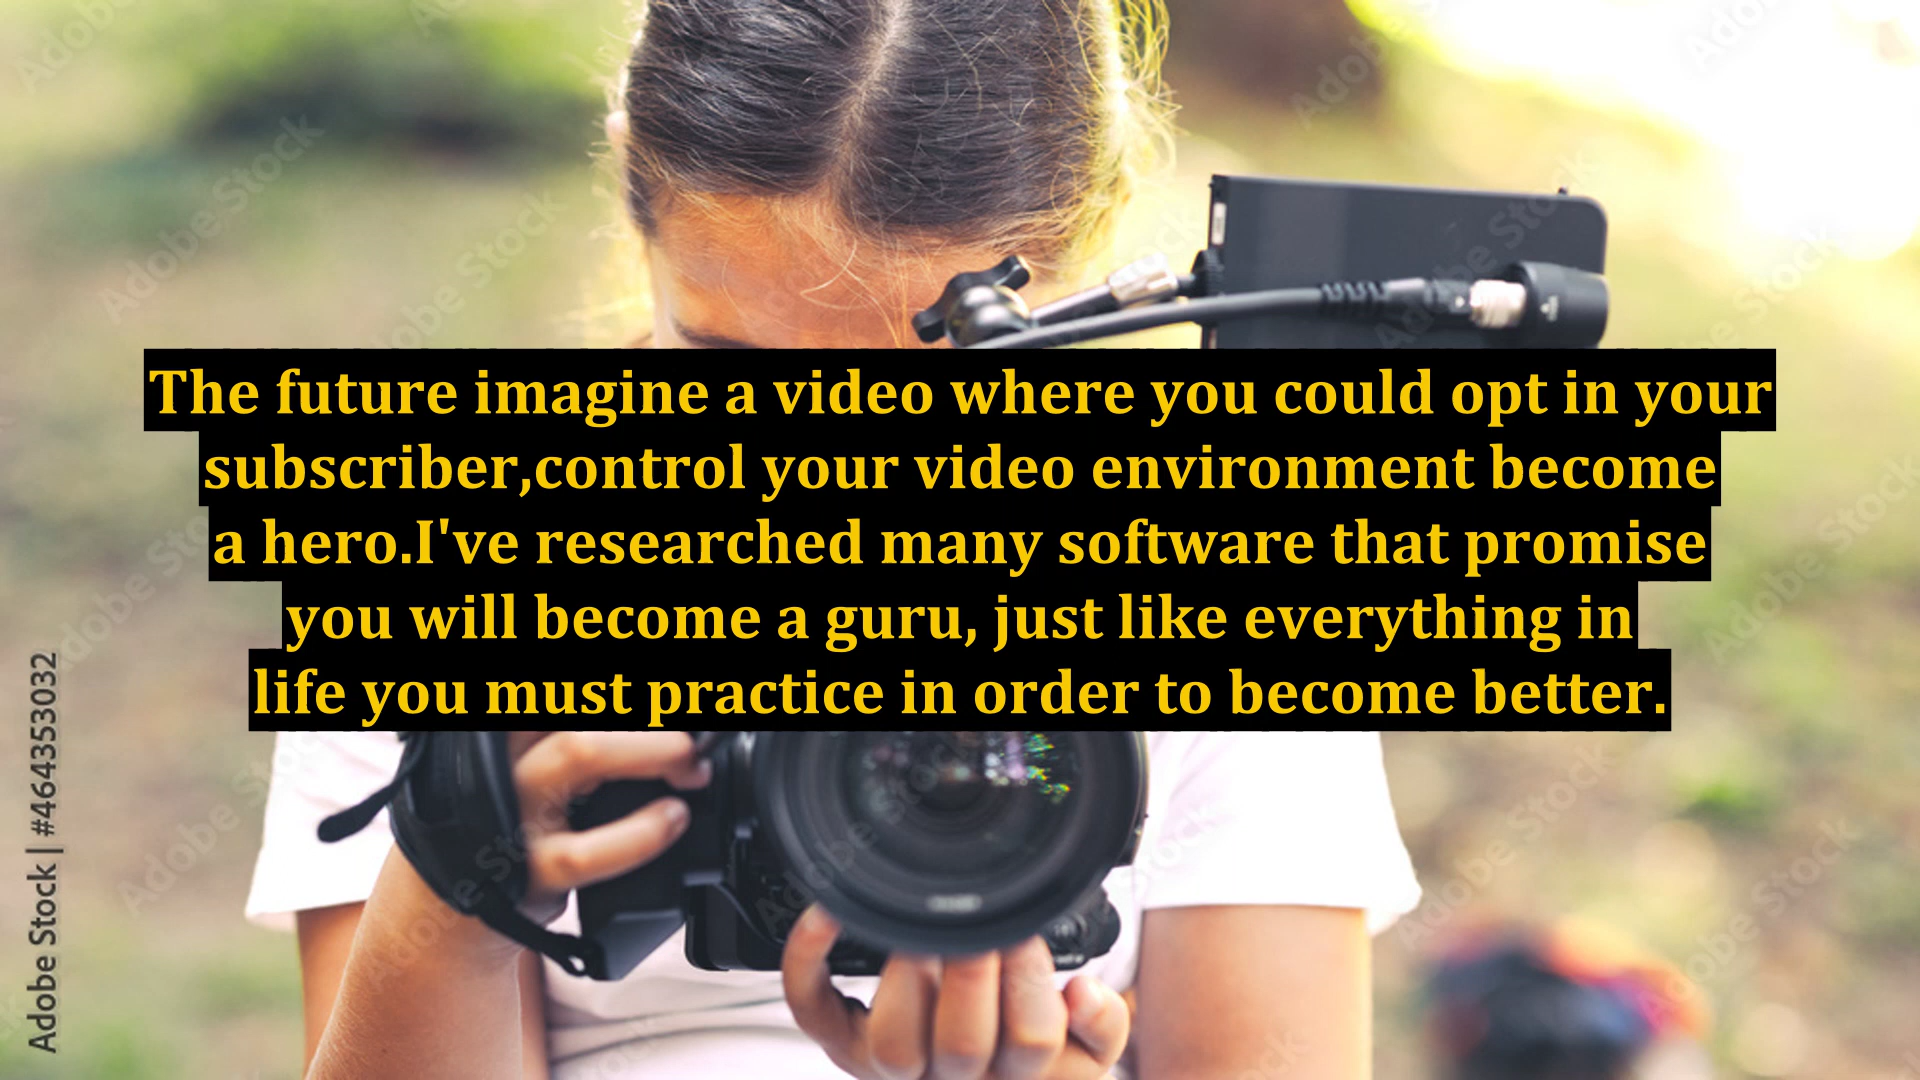 The future imagine a video where you could opt in your
subscriber,control your video environment become
a hero.I've researched many software that promise
you will become a guru, just like everything in
life you must practice in order to become better.
Adobe Stock | #464353032
Adobe Stock